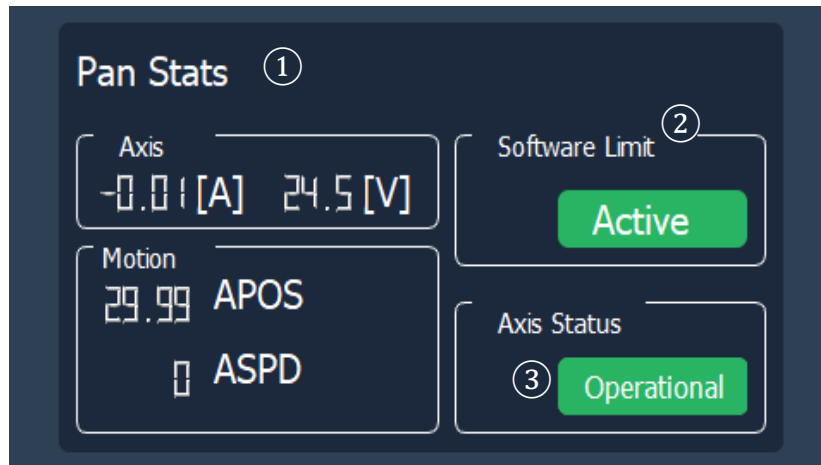 Pan Stats ①
Axis
-0.01[A] 24.5[V]
Motion
29.99 APOS
0 ASPD
Software Limit ②
Active
Axis Status
③ Operational